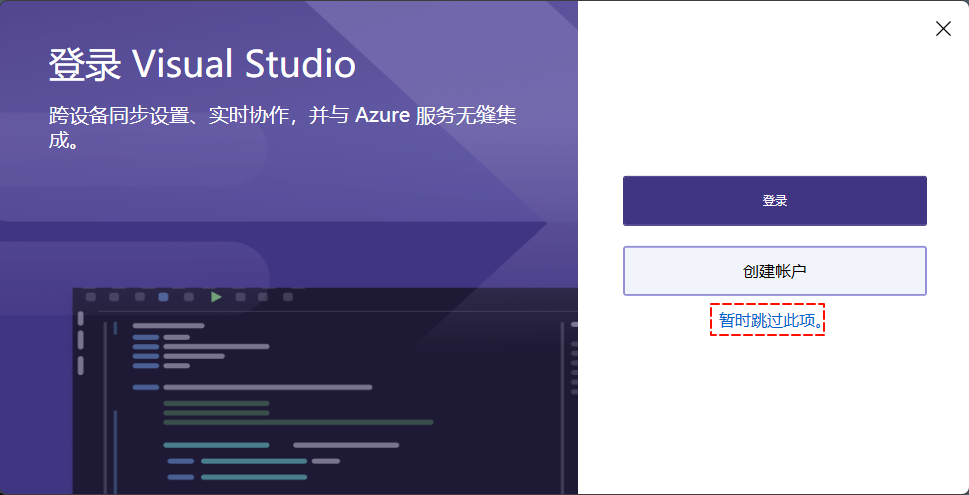 登录 Visual Studio
跨设备同步设置、实时协作，并与 Azure 服务无缝集
成。
登录
创建帐户
暂时跳过此项。